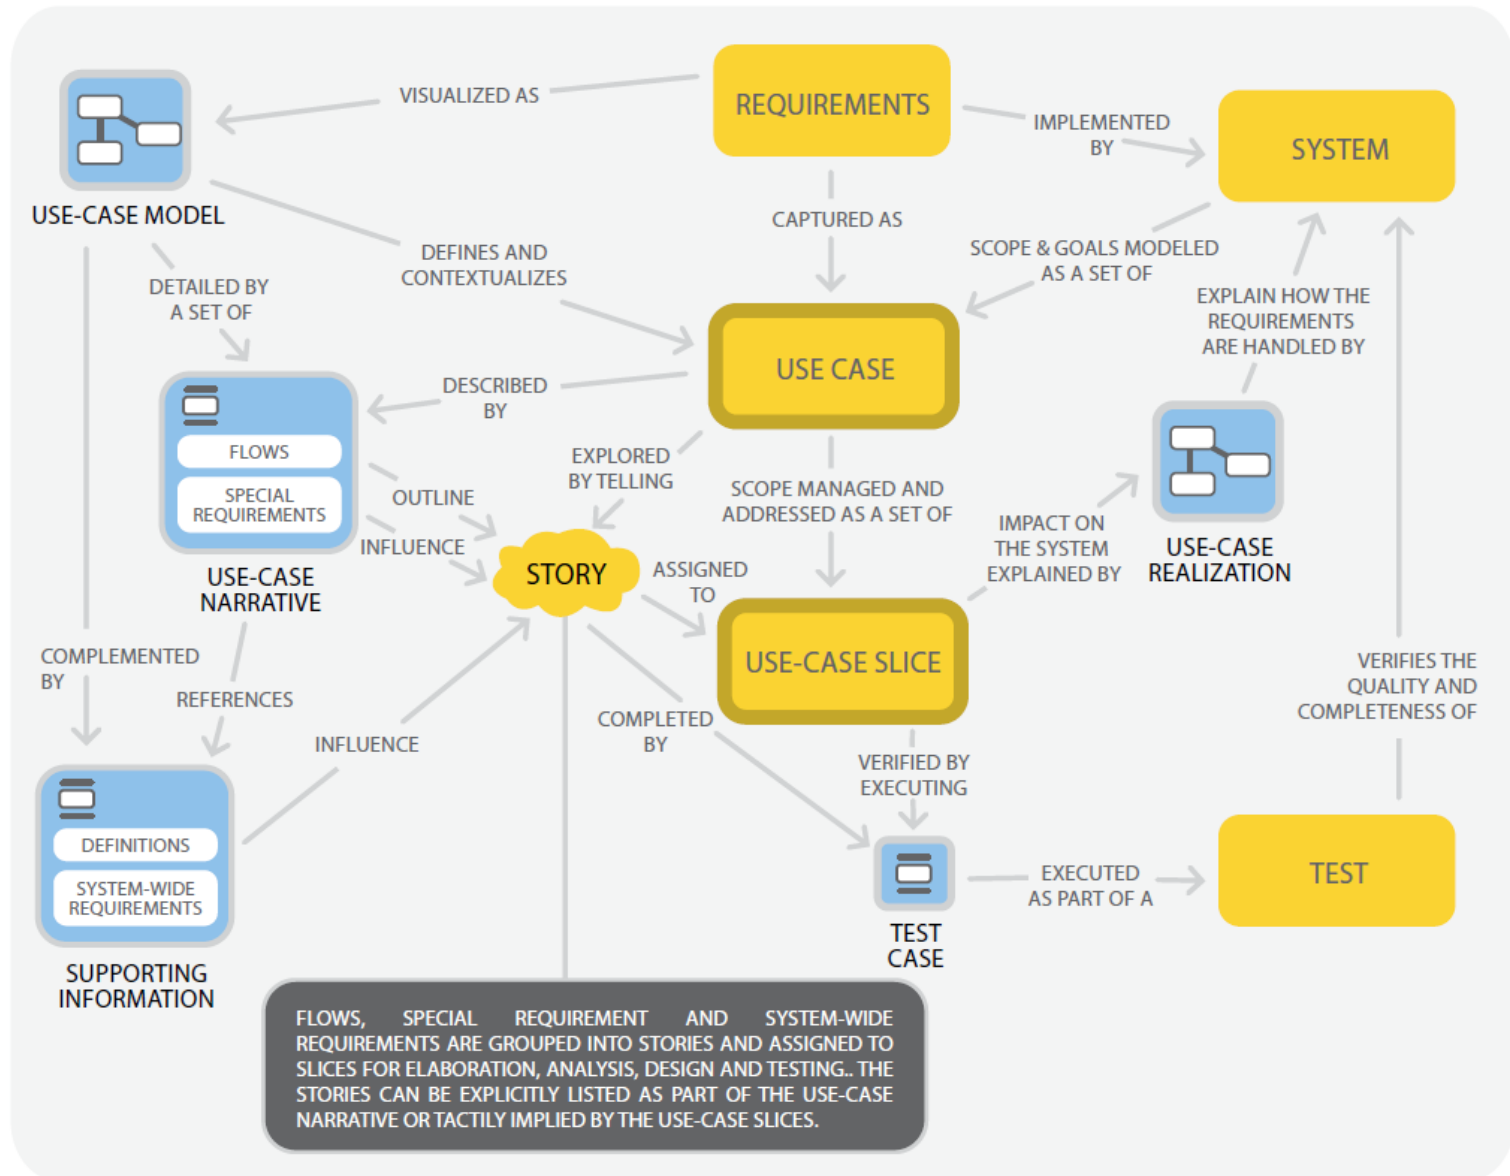 REQUIREMENTS
VISUALIZED AS
IMPLEMENTED
BY
SYSTEM
USE-CASE MODEL
CAPTURED AS
DEFINES AND
CONTEXTUALIZES
SCOPE & GOALS MODELED
AS A SET OF
DETAILED BY
A SET OF
EXPLAIN HOW THE
REQUIREMENTS
ARE HANDLED BY
USE CASE
DESCRIBED
BY
FLOWS
SPECIAL
REQUIREMENTS
USE-CASE
NARRATIVE
OUTLINE
INFLUENCE
EXPLORED
BY TELLING
SCOPE MANAGED AND
ADDRESSED AS A SET OF
IMPACT ON
THE SYSTEM
EXPLAINED BY
USE-CASE
REALIZATION
STORY
ASSIGNED
TO
USE-CASE SLICE
COMPLEMENTED
BY
REFERENCES
INFLUENCE
COMPLETED
BY
VERIFIED BY
EXECUTING
VERIFIES THE
QUALITY AND
COMPLETENESS OF
DEFINITIONS
SYSTEM-WIDE
REQUIREMENTS
SUPPORTING
INFORMATION
TEST
CASE
EXECUTED
AS PART OF A
TEST
FLOWS, SPECIAL REQUIREMENT AND SYSTEM-WIDE
REQUIREMENTS ARE GROUPED INTO STORIES AND ASSIGNED TO
SLICES FOR ELABORATION, ANALYSIS, DESIGN AND TESTING.. THE
STORIES CAN BE EXPLICITLY LISTED AS PART OF THE USE-CASE
NARRATIVE OR TACTILY IMPLIED BY THE USE-CASE SLICES.